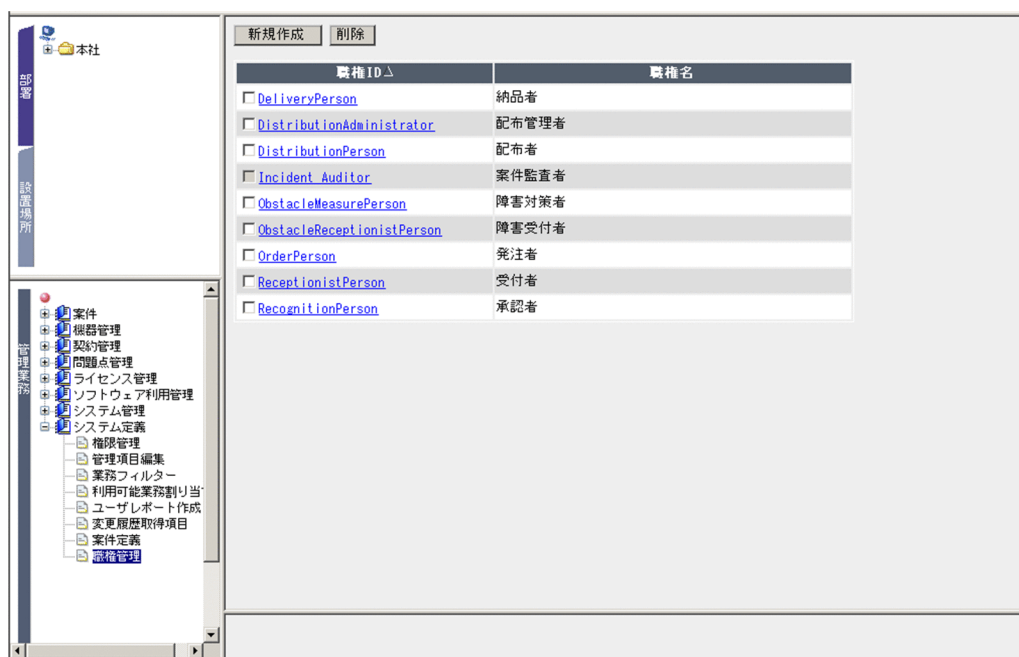 本社
部署
設置場所
新規作成 削除
職権ID△ 職権名
DeliveryPerson 納品者
DistributionAdministrator 配布管理者
DistributionPerson 配布者
Incident Auditor 案件監査者
ObstacleMeasurePerson 障害対策者
ObstacleReceptionistPerson 障害受付者
OrderPerson 発注者
ReceptionistPerson 受付者
RecognitionPerson 承認者
管理業務
案件
機器管理
契約管理
問題点管理
ライセンス管理
ソフトウェア利用管理
システム管理
システム定義
権限管理
管理項目編集
業務フィルター
利用可能業務割り当
ユーザレポート作成
変更履歴取得項目
案件定義
職権管理